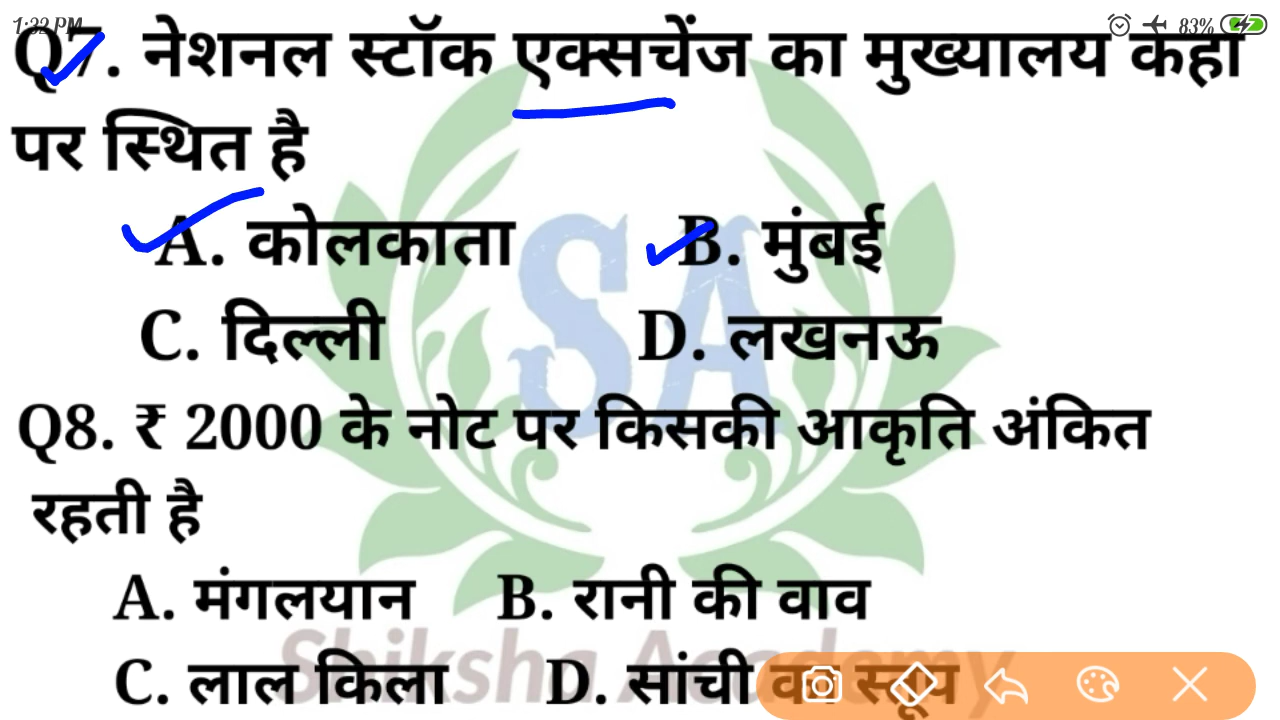 1:32 PM 83%
Q7. नेशनल स्टॉक एक्सचेंज का मुख्यालय कहां
पर स्थित है
A. कोलकाता B. मुंबई
C. दिल्ली D. लखनऊ
Q8. ₹ 2000 के नोट पर किसकी आकृति अंकित
रहती है
A. मंगलयान B. रानी की वाव
C. लाल किला D. सांची का स्तूप
SA
Shiksha Academy